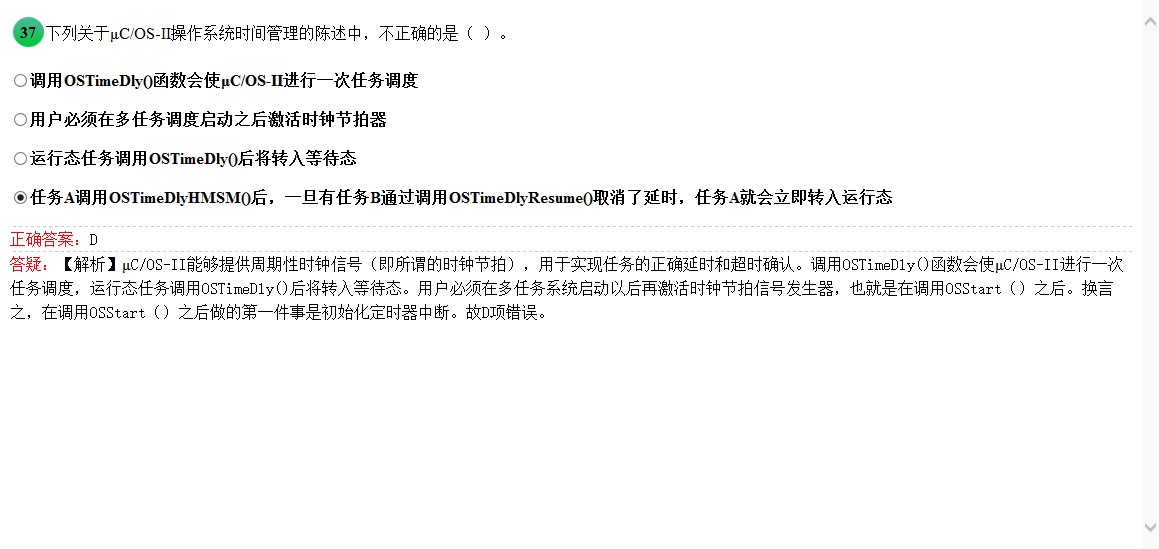 37 下列关于μC/OS-II操作系统时间管理的陈述中，不正确的是（ ）。
调用OSTimeDly()函数会使μC/OS-II进行一次任务调度
用户必须在多任务调度启动之后激活时钟节拍器
运行态任务调用OSTimeDly()后将转入等待态
任务A调用OSTimeDlyHMSM()后，一旦有任务B通过调用OSTimeDlyResume()取消了延时，任务A就会立即转入运行态
正确答案：D
答疑：【解析】μC/OS-II能够提供周期性时钟信号（即所谓的时钟节拍），用于实现任务的正确延时和超时确认。调用OSTimeDly()函数会使μC/OS-II进行一次
任务调度，运行态任务调用OSTimeDly()后将转入等待态。用户必须在多任务系统启动以后再激活时钟节拍信号发生器，也就是在调用OSStart（）之后。换言
之，在调用OSStart（）之后做的第一件事是初始化定时器中断。故D项错误。